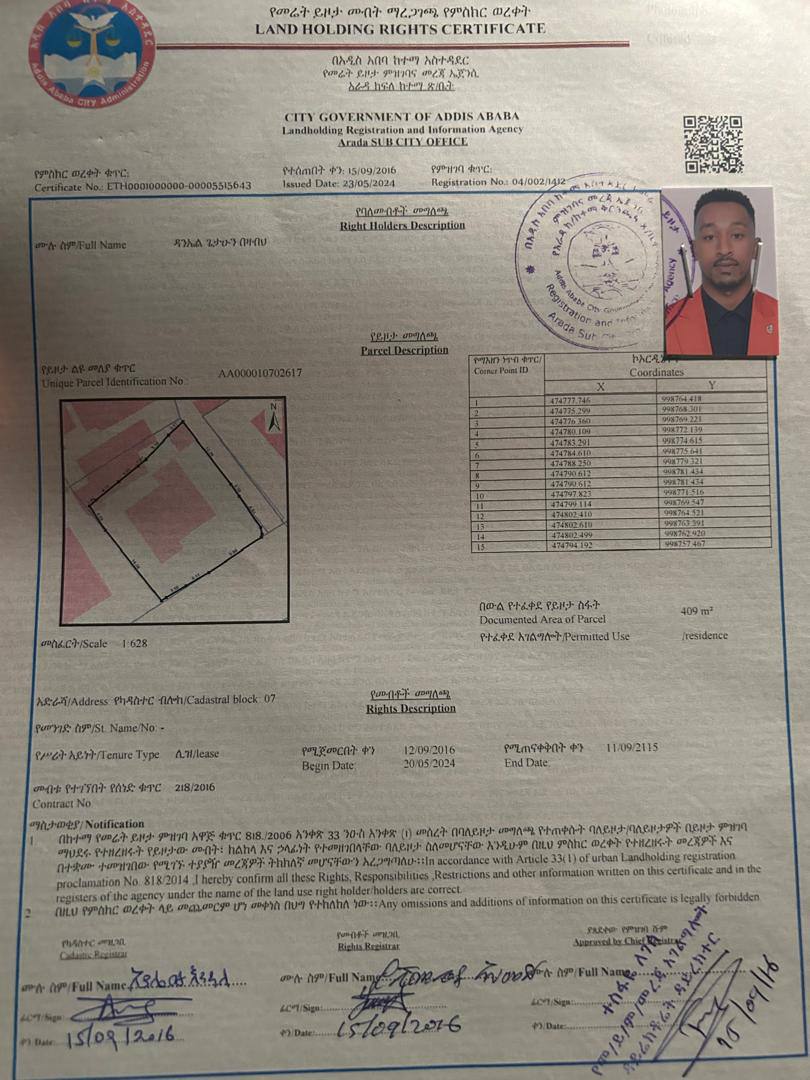 የመሬት ይዞታ መብት ማረጋገጫ የምስክር ወረቀት
LAND HOLDING RIGHTS CERTIFICATE
በአዲስ አበባ ከተማ አስተዳደር
የመሬት ይዞታ ምዝገባና መረጃ ኤጀንሲ
አራዳ ክፍለ ከተማ ጽ/ቤት
Addis Ababa City Administration
CITY GOVERNMENT OF ADDIS ABABA
Landholding Registration and Information Agency
Arada SUB CITY OFFICE
የምስክር ወረቀት ቁጥር: የተሰጠበት ቀን: 15/09/2016 የምዝገባ ቁጥር:
Certificate No.: ETH0001000000-00005515643 Issued Date: 23/05/2024 Registration No.: 04/002/1412
የባለመብቶች መግለጫ
Right Holders Description
ሙሉ ስም/Full Name ዳንኤል ጌታሁን በዛብህ
የይዞታ መግለጫ
Parcel Description
የይዞታ ልዩ መለያ ቁጥር
Unique Parcel Identification No.: AA000010702617
የማእዘን ነጥብ ቁጥር/
Corner Point ID Coordinates
X Y
1 474777.746 998764.418
2 474775.299 998768.301
3 474776.360 998769.221
4 474780.109 998772.139
5 474783.291 998774.615
6 474784.610 998775.641
7 474788.250 998779.321
8 474790.612 998781.434
9 474790.612 998781.434
10 474797.823 998771.516
11 474799.114 998769.547
12 474802.410 998764.521
13 474802.610 998763.391
14 474802.499 998762.920
15 474794.192 998757.467
N
በውል የተፈቀደ የይዞታ ስፋት
Documented Area of Parcel 409 m²
የተፈቀደ አገልግሎት/Permitted Use /residence
መስፈርት/Scale 1:628
የመብቶች መግለጫ
Rights Description
አድራሻ/Address የካዳስተር ብሎክ/Cadastral block: 07
የመንገድ ስም/St. Name/No: -
የሥሪት አይነት/Tenure Type ሊዝ/lease የሚጀመርበት ቀን 12/09/2016 የሚጠናቀቅበት ቀን 11/09/2115
Begin Date: 20/05/2024 End Date:
መብቱ የተገኘበት የሰነድ ቁጥር 218/2016
Contract No
ማስታወቂያ/ Notification
1 በከተማ የመሬት ይዞታ ምዝገባ አዋጅ ቁጥር 818/2006 አንቀጽ 33 ንዑስ አንቀጽ (1) መሰረት በባለይዞታ መግለጫ የተጠቀሱት ባለይዞታ/ባለይዞታዎች በይዞታ ምዝገባ
ማህደሩ የተዘረዘሩት የይዞታው መብት፣ ክልከላ እና ኃላፊነት የተመዘገበላቸው ባለይዞታ ስለመሆናቸው እንዲሁም በዚህ ምስክር ወረቀት የተዘረዘሩት መረጃዎች እና
በተቋሙ ተመዝግበው የሚገኙ ተያያዥ መረጃዎች ትክክለኛ መሆናቸውን አረጋግጣለሁ፡፡In accordance with Article 33(1) of urban Landholding registration
proclamation No. 818/2014 ,I hereby confirm all these Rights, Responsibilities ,Restrictions and other information written on this certificate and in the
registers of the agency under the name of the land use right holder/holders are correct.
2 በዚህ የምስክር ወረቀት ላይ መጨመርም ሆነ መቀነስ በህግ የተከለከለ ነው፡፡Any omissions and additions of information on this certificate is legally forbidden
የካዳስተር መዝጋቢ የመብቶች መዝጋቢ ያጸደቀው የምዝገባ ሹም
Cadastre Registrar Rights Registrar Approved by Chief Registrar
ሙሉ ስም/Full Name ሙሉ ስም/Full Name ሙሉ ስም/Full Name
ፊርማ/Sign: ፊርማ/Sign: ፊርማ/Sign:
ቀን/Date: 15/09/2016 ቀን/Date: 15/09/2016 ቀን/Date: 15/09/16